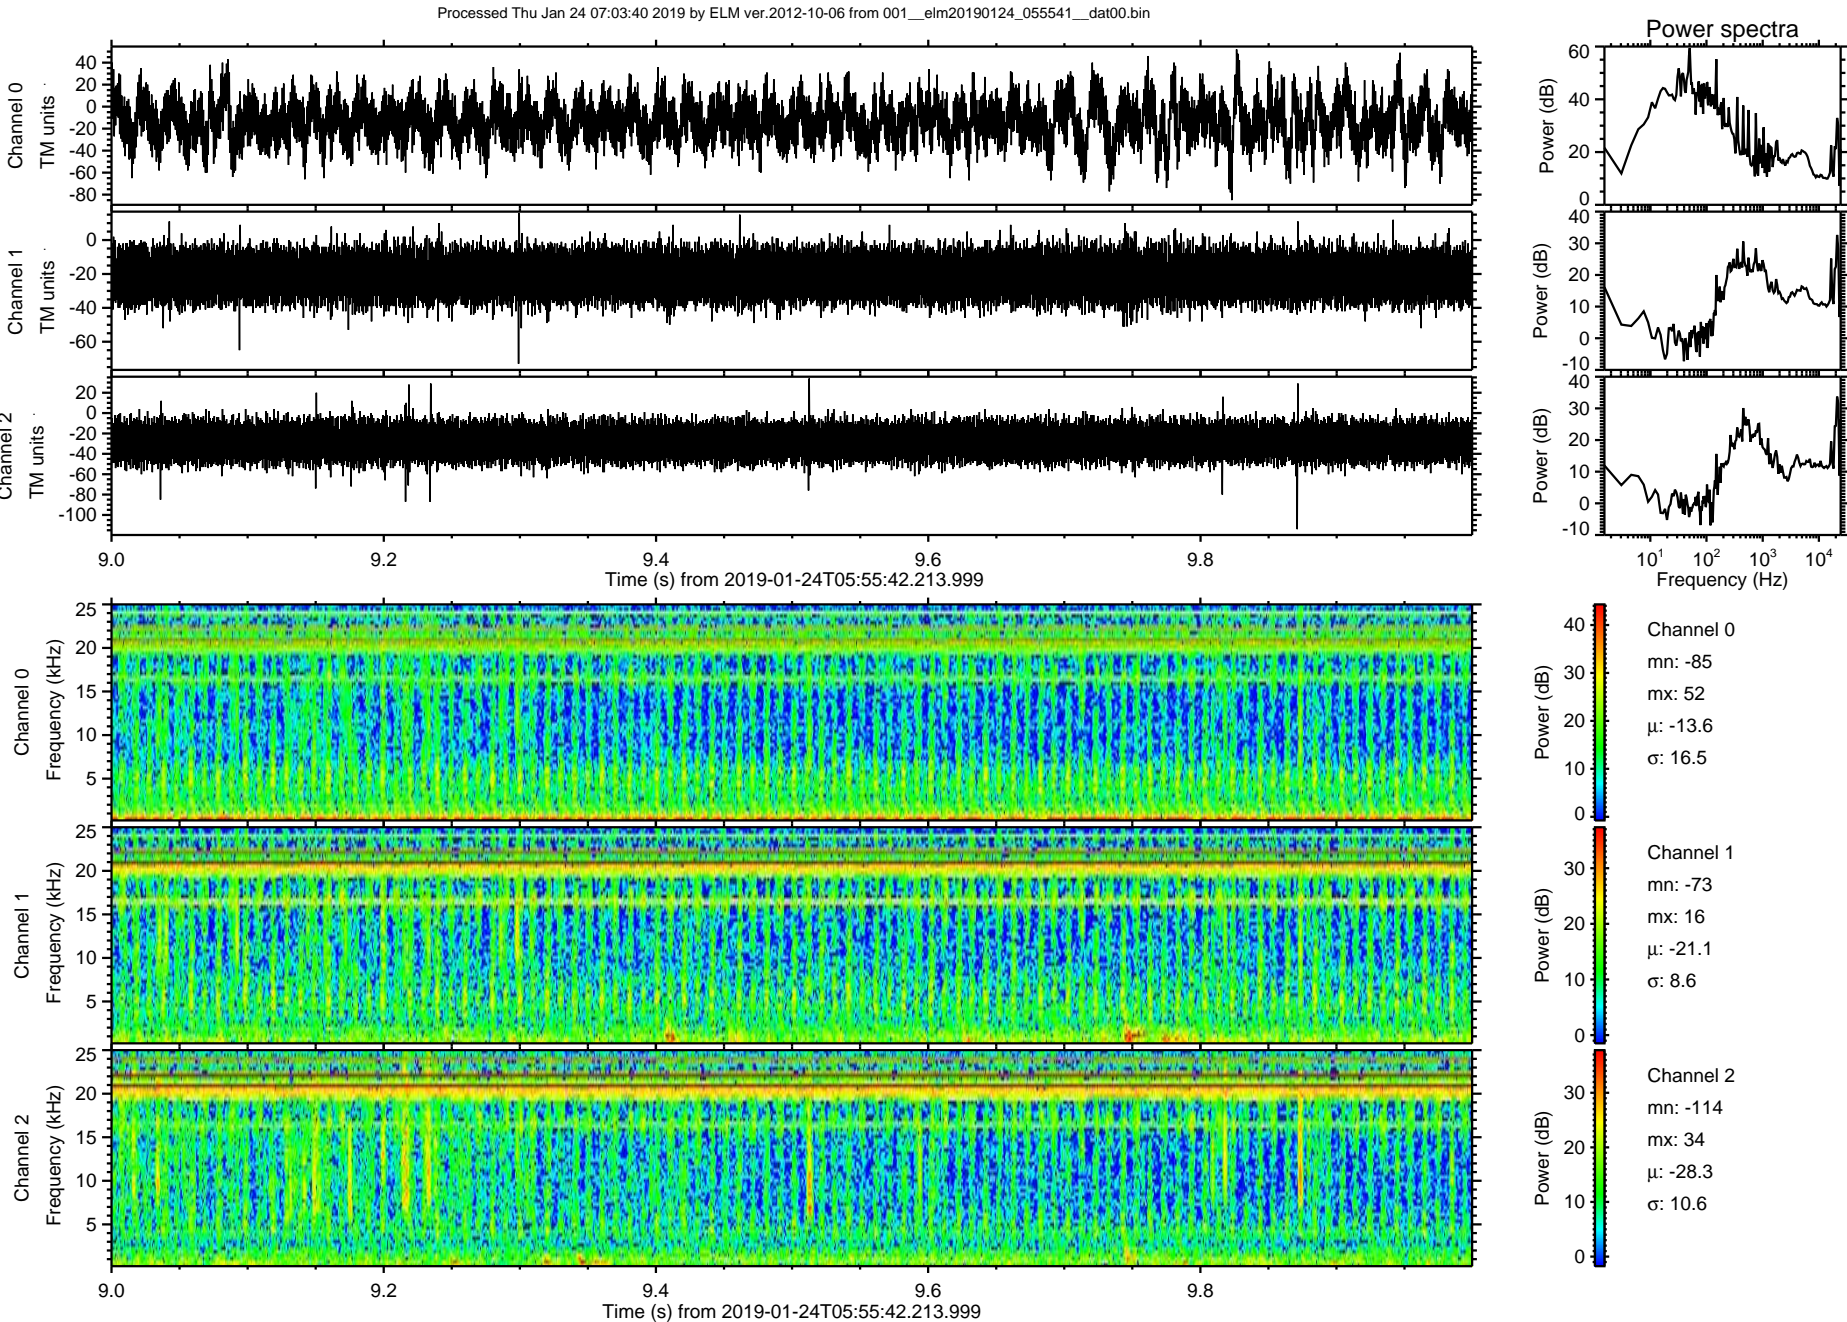 Processed Thu Jan 24 07:03:40 2019 by ELM ver.2012-10-06 from 001__elm20190124_055541__dat00.bin
Power spectra
Channel 0
TM units
40
20
0
-20
-40
-60
-80
Power (dB)
60
40
20
0
Channel 1
TM units
0
-20
-40
-60
Power (dB)
40
30
20
10
0
-10
Channel 2
TM units
20
0
-20
-40
-60
-80
-100
Power (dB)
40
30
20
10
0
-10
9.0 9.2 9.4 9.6 9.8
Time (s) from 2019-01-24T05:55:42.213.999
10¹ 10² 10³ 10⁴
Frequency (Hz)
Channel 0
Frequency (kHz)
25
20
15
10
5
Power (dB)
40
30
20
10
0
Channel 0
mn: -85
mx: 52
μ: -13.6
σ: 16.5
Channel 1
Frequency (kHz)
25
20
15
10
5
Power (dB)
30
20
10
0
Channel 1
mn: -73
mx: 16
μ: -21.1
σ: 8.6
Channel 2
Frequency (kHz)
25
20
15
10
5
Power (dB)
30
20
10
0
Channel 2
mn: -114
mx: 34
μ: -28.3
σ: 10.6
9.0 9.2 9.4 9.6 9.8
Time (s) from 2019-01-24T05:55:42.213.999